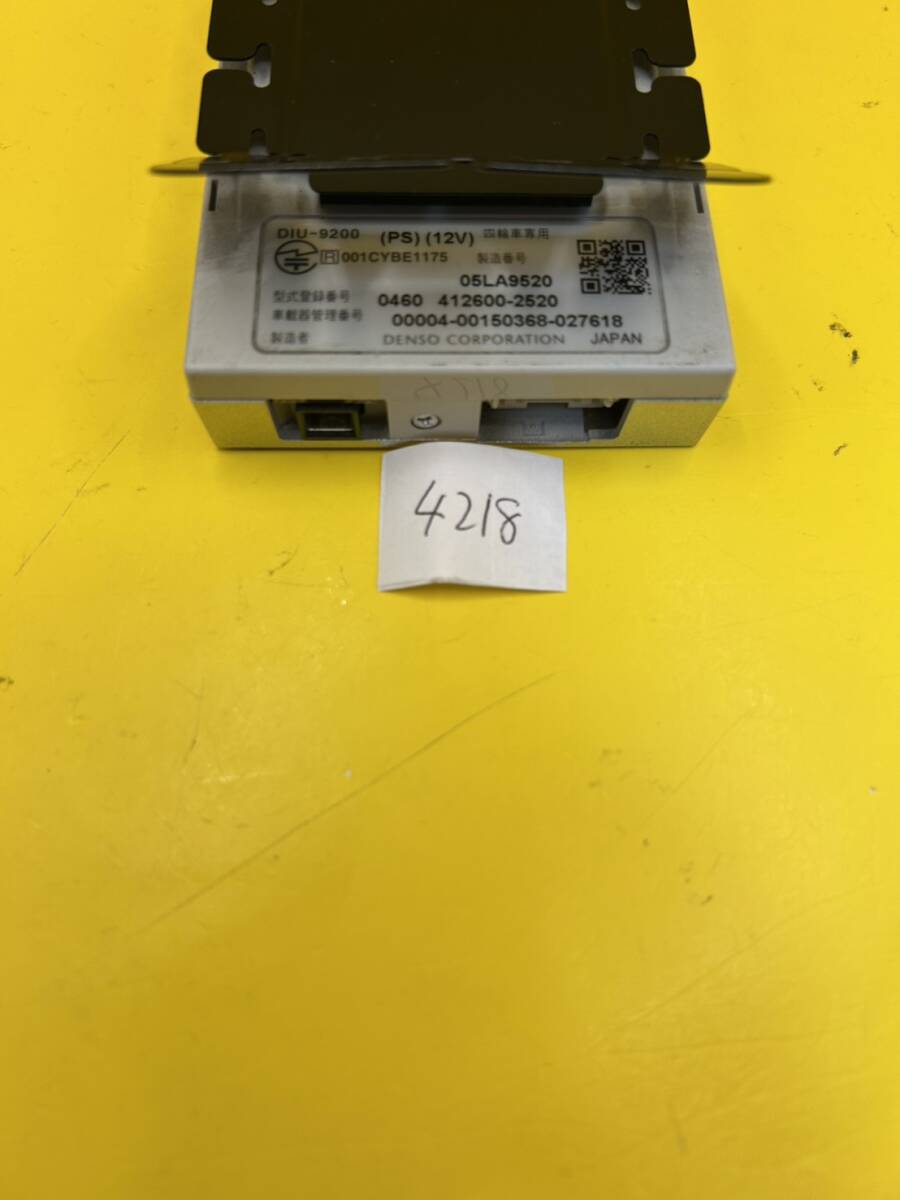 DIU-9200 (PS) (12V) 四輪車専用
R 001CYBE1175 製造番号
05LA9520
型式登録番号 0460 412600-2520
車載器管理番号 00004-00150368-027618
製造者 DENSO CORPORATION JAPAN
4218